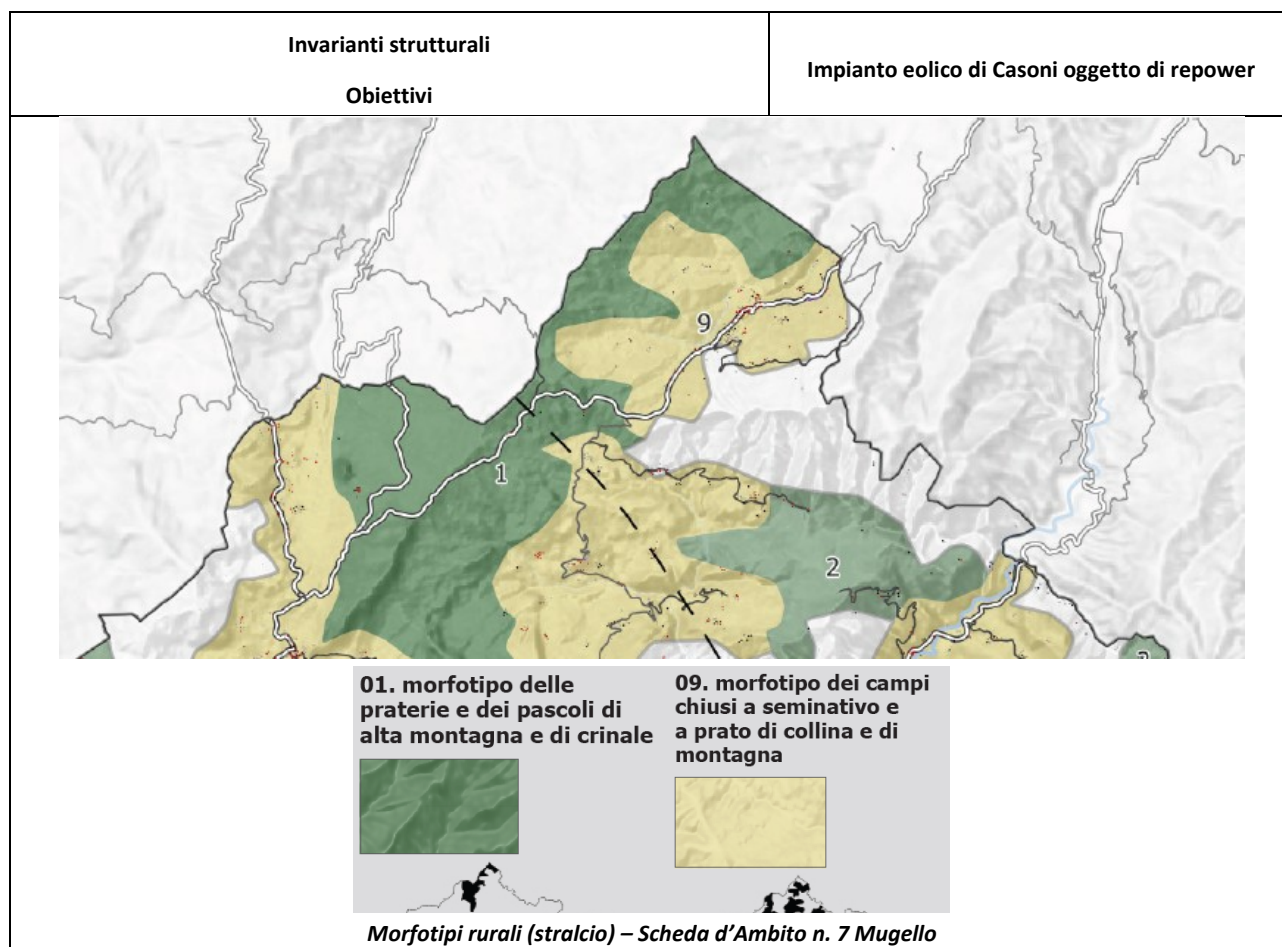 Invarianti strutturali
Obiettivi
Impianto eolico di Casoni oggetto di repower
9
1
2
01. morfotipo delle
praterie e dei pascoli di
alta montagna e di crinale
09. morfotipo dei campi
chiusi a seminativo e
a prato di collina e di
montagna
Morfotipi rurali (stralcio) – Scheda d'Ambito n. 7 Mugello